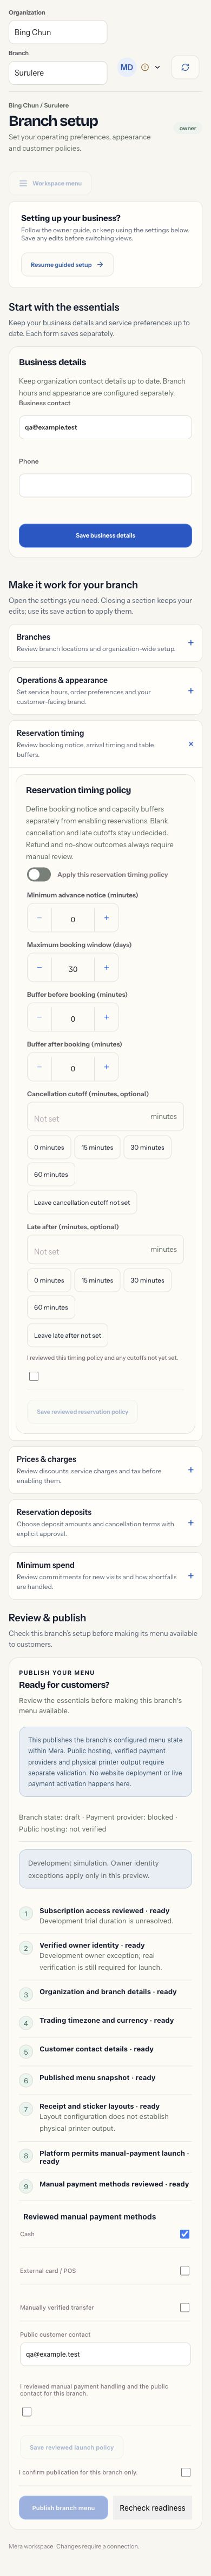 Organization
Bing Chun
Branch
Surulere
MD
Bing Chun / Surulere
Branch setup
Set your operating preferences, appearance
and customer policies.
owner
Workspace menu
Setting up your business?
Follow the owner guide, or keep using the settings below.
Save any edits before switching views.
Resume guided setup
Start with the essentials
Keep your business details and service preferences up to
date. Each form saves separately.
Business details
Keep organization contact details up to date. Branch
hours and appearance are configured separately.
Business contact
qa@example.test
Phone
Save business details
Make it work for your branch
Open the settings you need. Closing a section keeps your
edits; use its save action to apply them.
Branches
Review branch locations and organization-wide setup.
+
Operations & appearance
Set service hours, order preferences and your
customer-facing brand.
+
Reservation timing
Review booking notice, arrival timing and table
buffers.
×
Reservation timing policy
Define booking notice and capacity buffers
separately from enabling reservations. Blank
cancellation and late cutoffs stay undecided.
Refund and no-show outcomes always require
manual review.
Apply this reservation timing policy
Minimum advance notice (minutes)
− 0 +
Maximum booking window (days)
− 30 +
Buffer before booking (minutes)
− 0 +
Buffer after booking (minutes)
− 0 +
Cancellation cutoff (minutes, optional)
Not set minutes
0 minutes 15 minutes 30 minutes
60 minutes
Leave cancellation cutoff not set
Late after (minutes, optional)
Not set minutes
0 minutes 15 minutes 30 minutes
60 minutes
Leave late after not set
I reviewed this timing policy and any cutoffs not yet set.
Save reviewed reservation policy
Prices & charges
Review discounts, service charges and tax before
enabling them.
+
Reservation deposits
Choose deposit amounts and cancellation terms with
explicit approval.
+
Minimum spend
Review commitments for new visits and how shortfalls
are handled.
+
Review & publish
Check this branch's setup before making its menu available
to customers.
PUBLISH YOUR MENU
Ready for customers?
Review the essentials before making this branch's
menu available.
This publishes the branch's configured menu state
within Mera. Public hosting, verified payment
providers and physical printer output require
separate validation. No website deployment or live
payment activation happens here.
Branch state: draft · Payment provider: blocked ·
Public hosting: not verified
Development simulation. Owner identity
exceptions apply only in this preview.
1 Subscription access reviewed · ready
Development trial duration is unresolved.
2 Verified owner identity · ready
Development owner exception; real
verification is still required for launch.
3 Organization and branch details · ready
4 Trading timezone and currency · ready
5 Customer contact details · ready
6 Published menu snapshot · ready
7 Receipt and sticker layouts · ready
Layout configuration does not establish
physical printer output.
8 Platform permits manual-payment launch ·
ready
9 Manual payment methods reviewed · ready
Reviewed manual payment methods
Cash
External card / POS
Manually verified transfer
Public customer contact
qa@example.test
I reviewed manual payment handling and the public
contact for this branch.
Save reviewed launch policy
I confirm publication for this branch only.
Publish branch menu
Recheck readiness
Mera workspace · Changes require a connection.